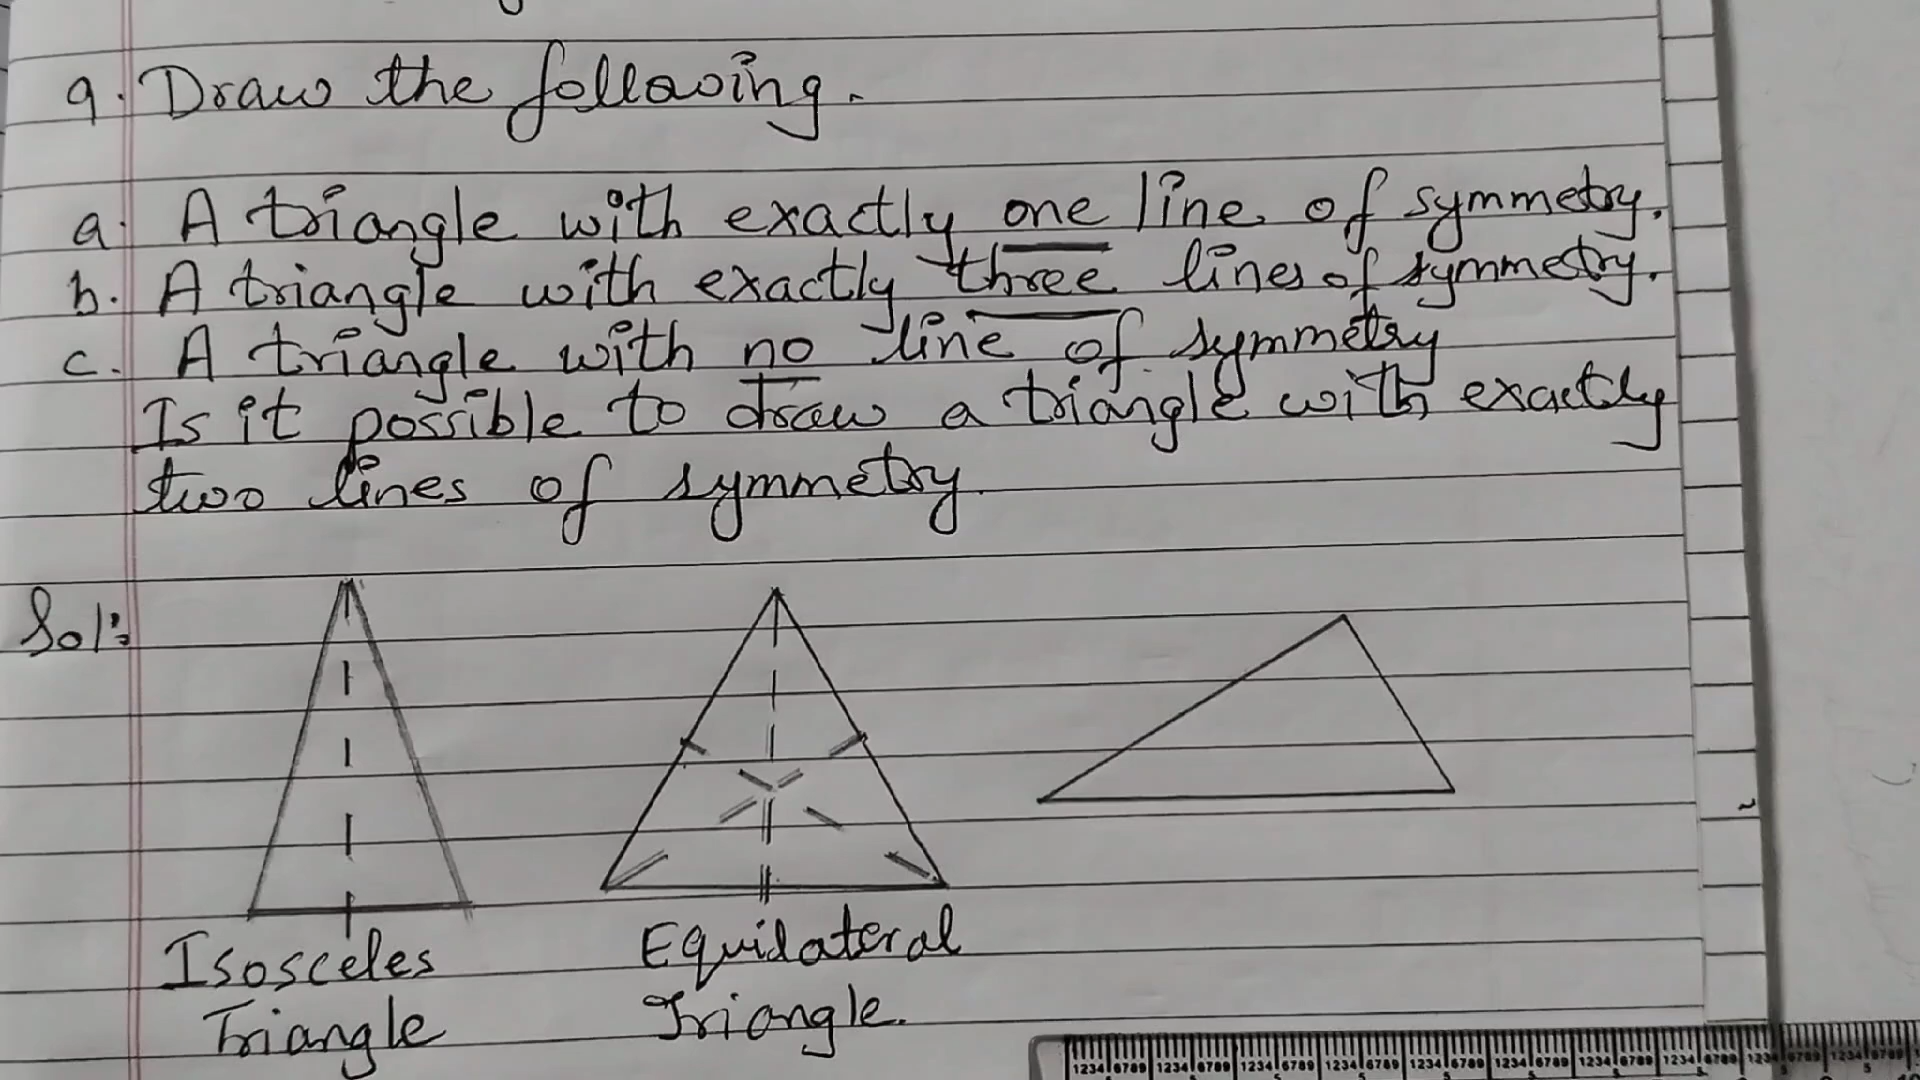 9. Draw the following.
a. A triangle with exactly one line of symmetry.
b. A triangle with exactly three lines of symmetry.
c. A triangle with no line of symmetry
Is it possible to draw a triangle with exactly
two lines of symmetry.
Sol:
Isosceles
Triangle
Equilateral
Triangle.